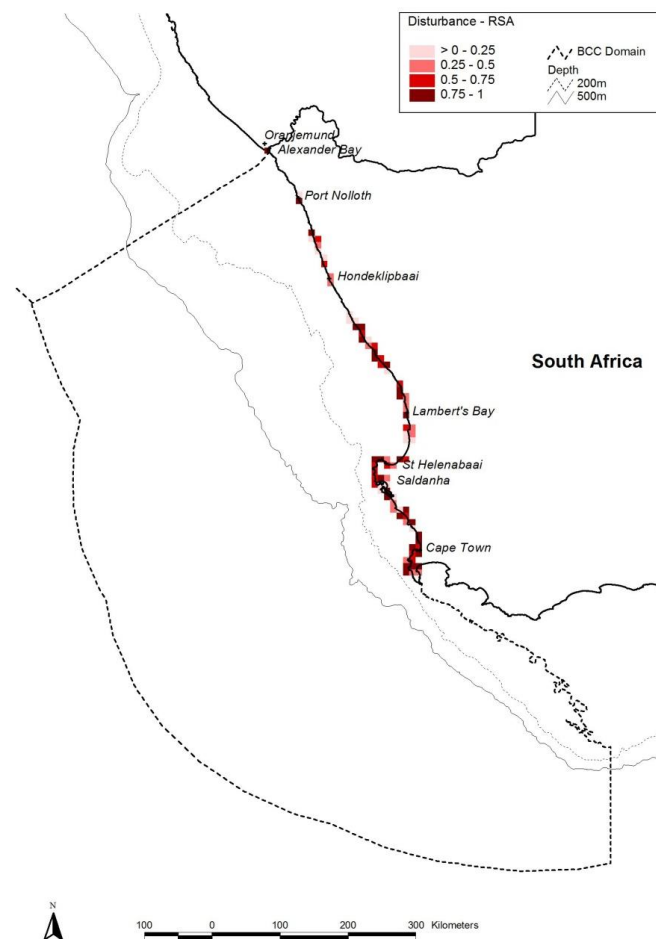 Disturbance - RSA
> 0 - 0.25
0.25 - 0.5
0.5 - 0.75
0.75 - 1
BCC Domain
Depth
200m
500m
Oranjemund
Alexander Bay
Port Nolloth
Hondeklipbaai
South Africa
Lambert's Bay
St Helenabaai
Saldanha
Cape Town
N
100 0 100 200 300 Kilometers